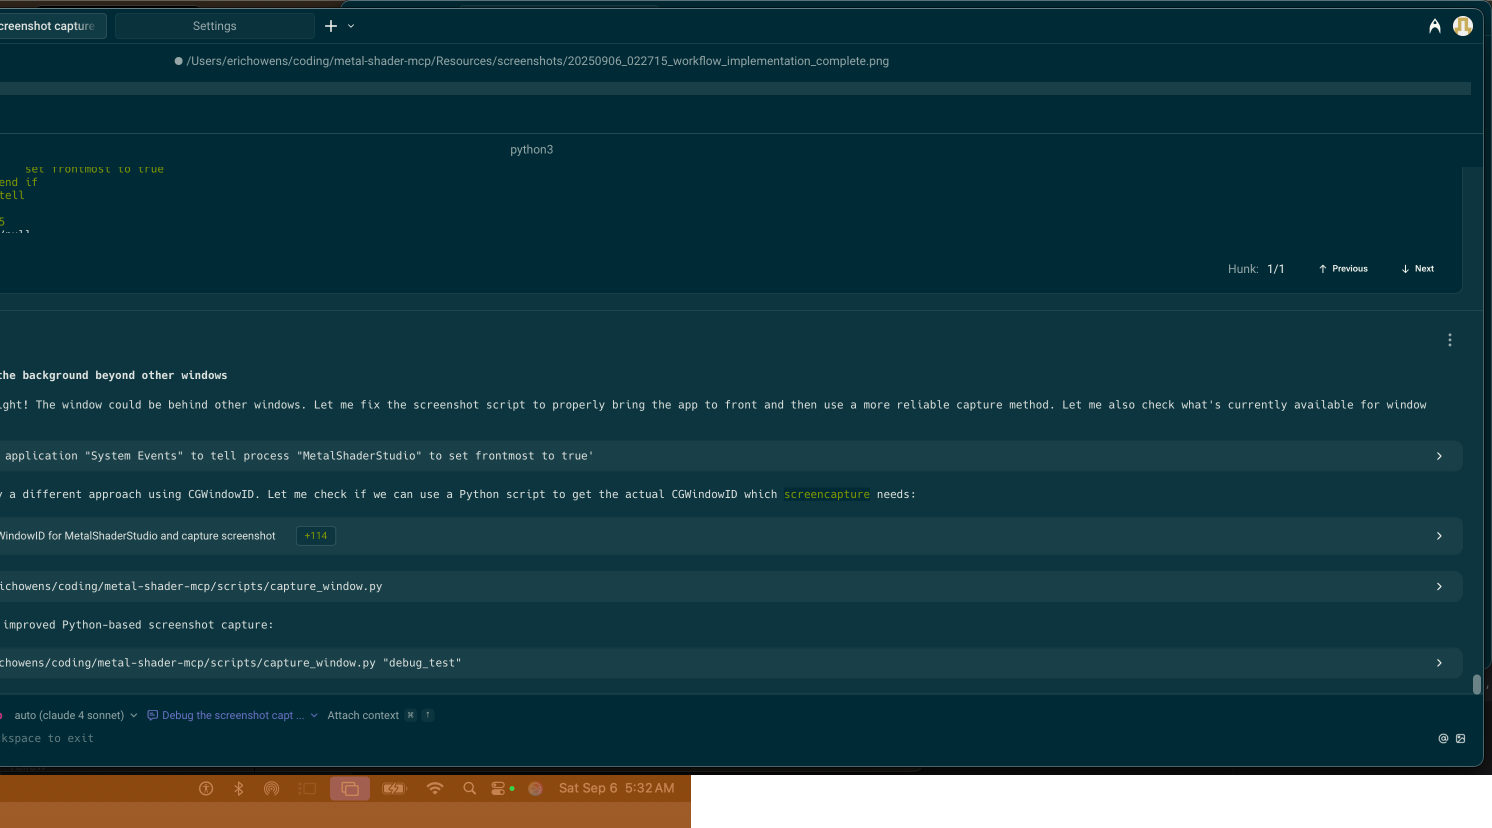 creenshot capture
Settings
/Users/erichowens/coding/metal-shader-mcp/Resources/screenshots/20250906_022715_workflow_implementation_complete.png
python3
set frontmost to true
end if
tell
5
/null
Hunk: 1/1 ↑ Previous ↓ Next
the background beyond other windows
ight! The window could be behind other windows. Let me fix the screenshot script to properly bring the app to front and then use a more reliable capture method. Let me also check what's currently available for window
application "System Events" to tell process "MetalShaderStudio" to set frontmost to true'
y a different approach using CGWindowID. Let me check if we can use a Python script to get the actual CGWindowID which screencapture needs:
WindowID for MetalShaderStudio and capture screenshot +114
ichowens/coding/metal-shader-mcp/scripts/capture_window.py
improved Python-based screenshot capture:
chowens/coding/metal-shader-mcp/scripts/capture_window.py "debug_test"
auto (claude 4 sonnet) Debug the screenshot capt ... Attach context ⌘ ↑
kspace to exit
Sat Sep 6 5:32 AM